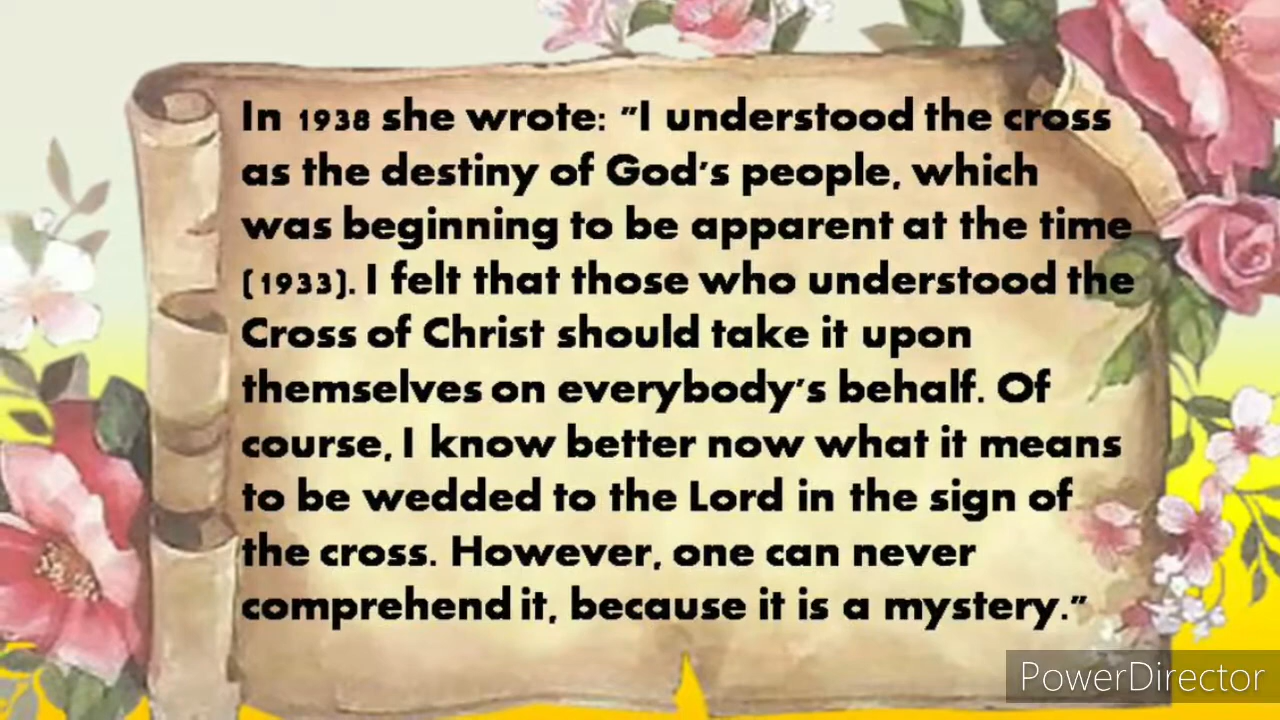 In 1938 she wrote: "I understood the cross
as the destiny of God's people, which
was beginning to be apparent at the time
(1933). I felt that those who understood the
Cross of Christ should take it upon
themselves on everybody's behalf. Of
course, I know better now what it means
to be wedded to the Lord in the sign of
the cross. However, one can never
comprehend it, because it is a mystery."
PowerDirector